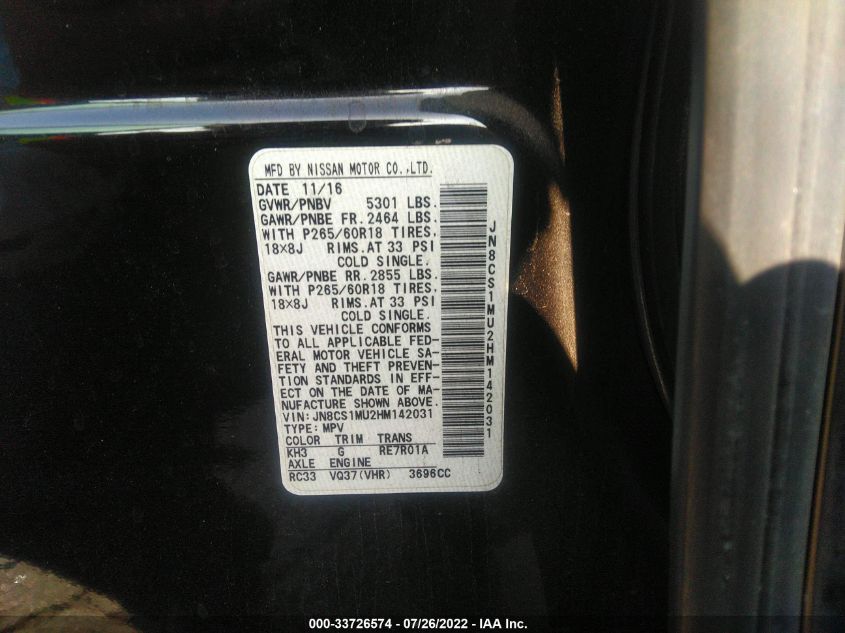 MFD BY NISSAN MOTOR CO.,LTD.
DATE 11/16
GVWR/PNBV 5301 LBS.
GAWR/PNBE FR. 2464 LBS.
WITH P265/60R18 TIRES.
18X8J RIMS.AT 33 PSI
COLD SINGLE.
GAWR/PNBE RR. 2855 LBS.
WITH P265/60R18 TIRES.
18X8J RIMS.AT 33 PSI
COLD SINGLE.
THIS VEHICLE CONFORMS
TO ALL APPLICABLE FED-
ERAL MOTOR VEHICLE SA-
FETY AND THEFT PREVEN-
TION STANDARDS IN EFF-
ECT ON THE DATE OF MA-
NUFACTURE SHOWN ABOVE.
VIN:JN8CS1MU2HM142031
TYPE:MPV
COLOR TRIM TRANS
KH3 G RE7R01A
AXLE ENGINE
RC33 VQ37(VHR) 3696CC
JN8CS1MU2HM142031
000-33726574 - 07/26/2022 - IAA Inc.